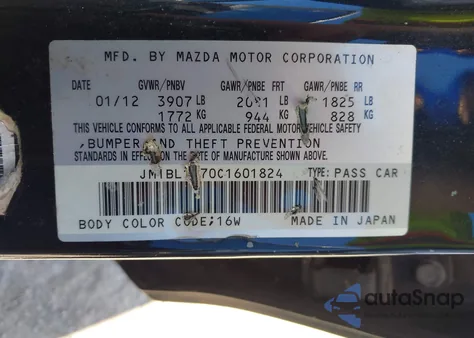 MFD. BY MAZDA MOTOR CORPORATION
DATE GVWR/PNBV GAWR/PNBE FRT GAWR/PNBE RR
01/12 3907 LB LB 1825 LB
1772 KG 944 KG 828 KG
THIS VEHICLE CONFORMS TO ALL APPLICABLE FEDERAL MOTOR VEHICLE SAFETY
, BUMPER AND THEFT PREVENTION
STANDARDS IN EFFECT ON THE DATE OF MANUFACTURE SHOWN ABOVE.
TYPE: PASS CAR
BODY COLOR CODE;16W MADE IN JAPAN
autoSnap